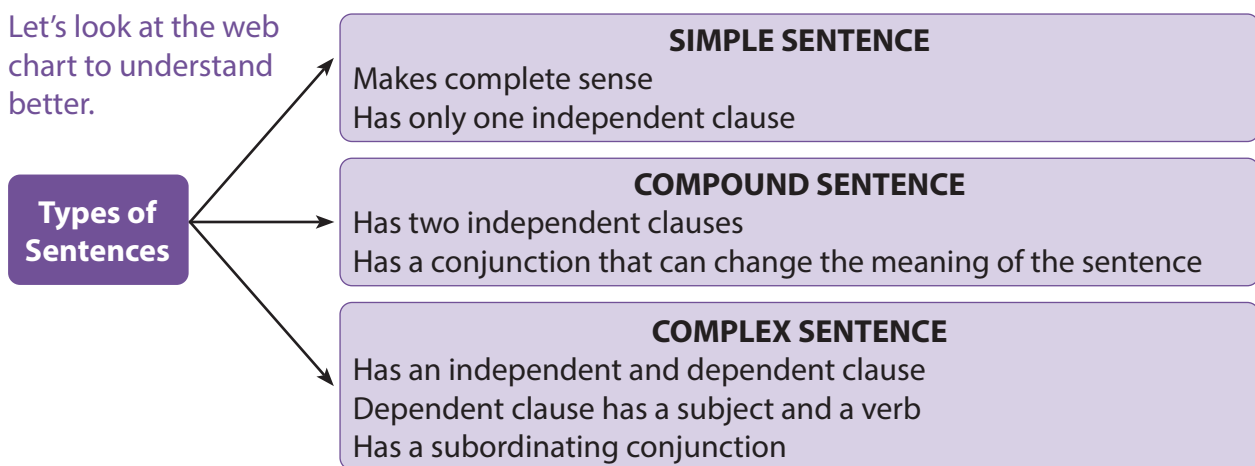 Let’s look at the web
chart to understand
better.
Types of
Sentences
SIMPLE SENTENCE
Makes complete sense
Has only one independent clause
COMPOUND SENTENCE
Has two independent clauses
Has a conjunction that can change the meaning of the sentence
COMPLEX SENTENCE
Has an independent and dependent clause
Dependent clause has a subject and a verb
Has a subordinating conjunction